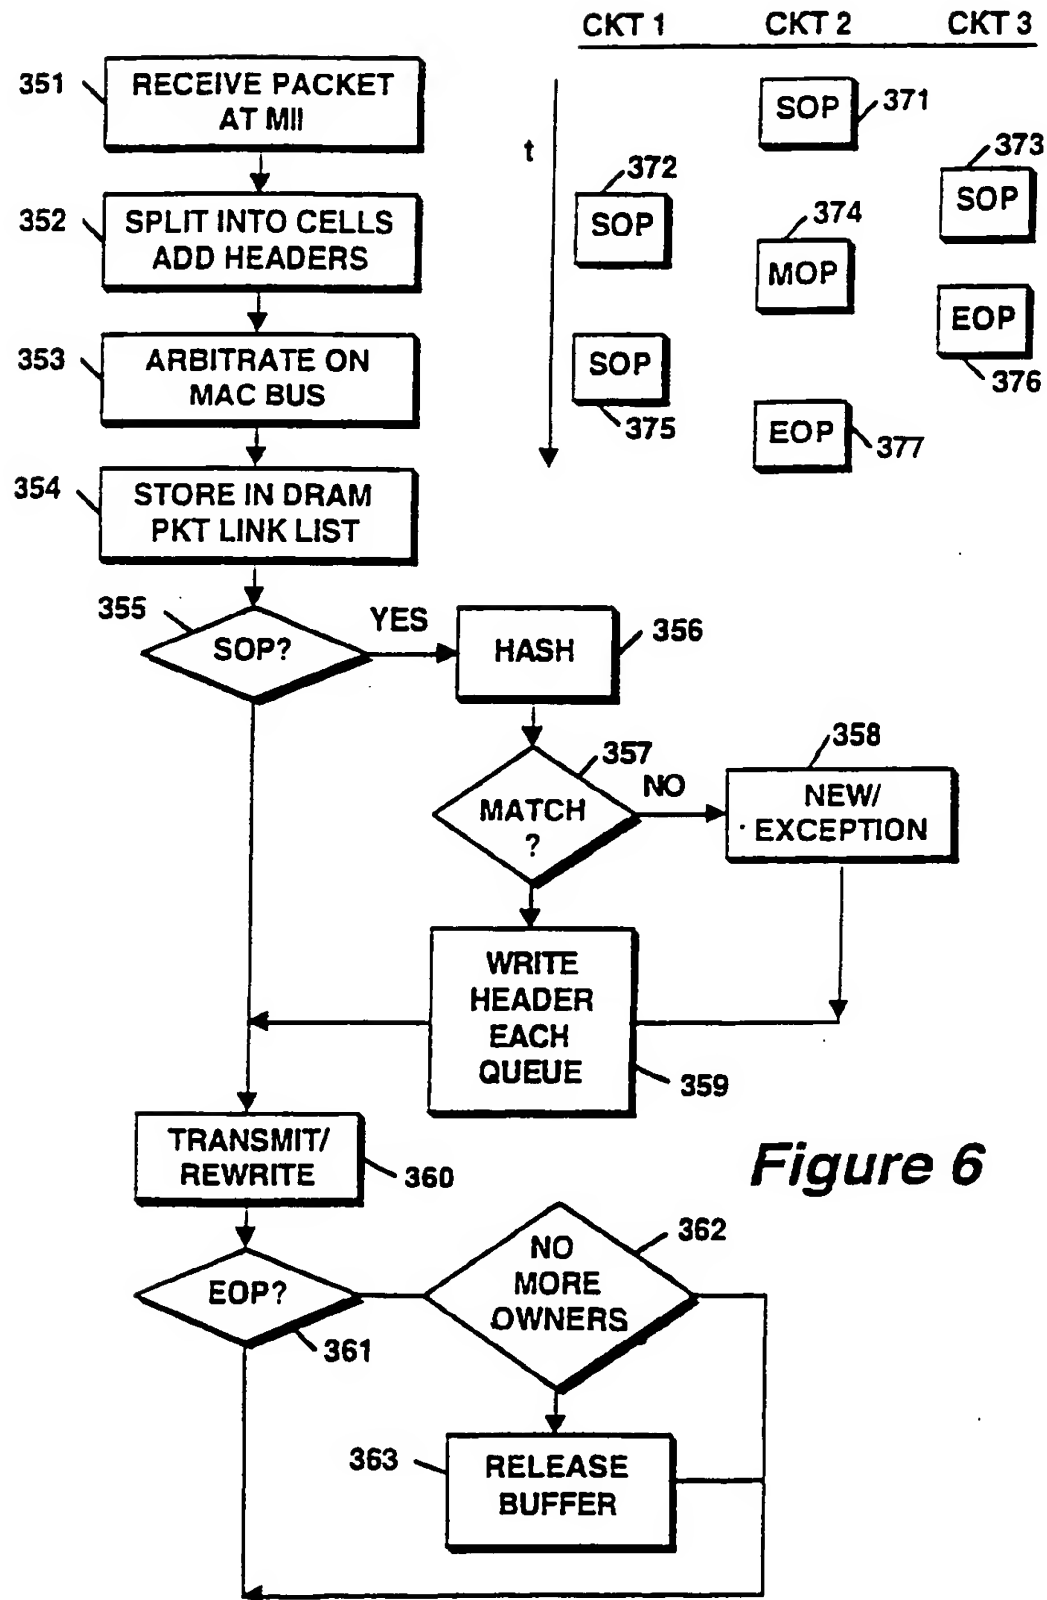 CKT 1 CKT 2 CKT 3
351
RECEIVE PACKET
AT MII
t
SOP
371
372
SOP
373
SOP
374
MOP
EOP
376
SOP
375
EOP
377
352
SPLIT INTO CELLS
ADD HEADERS
353
ARBITRATE ON
MAC BUS
354
STORE IN DRAM
PKT LINK LIST
355
SOP?
YES
HASH
356
357
MATCH
?
NO
358
NEW/
EXCEPTION
WRITE
HEADER
EACH
QUEUE
359
TRANSMIT/
REWRITE
360
Figure 6
EOP?
361
NO
MORE
OWNERS
362
363
RELEASE
BUFFER